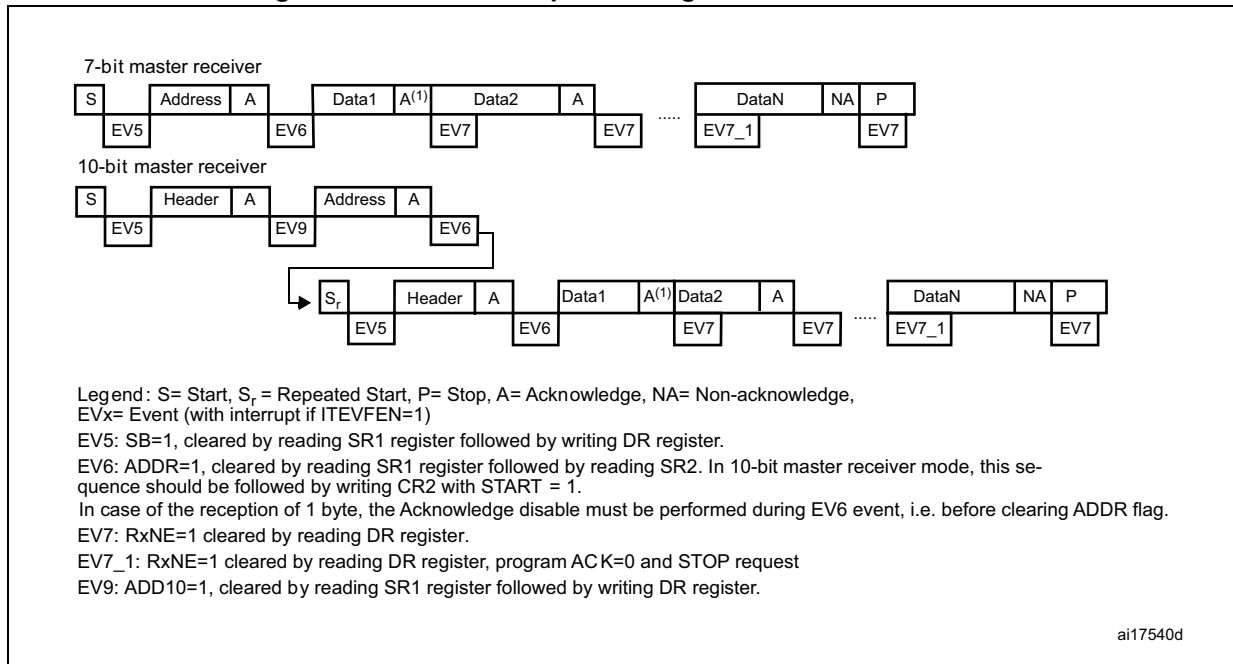 7-bit master receiver
S Address A Data1 A(1) Data2 A ..... DataN NA P
EV5 EV6 EV7 EV7 EV7_1 EV7
10-bit master receiver
S Header A Address A
EV5 EV9 EV6
Sr Header A Data1 A(1) Data2 A ..... DataN NA P
EV5 EV6 EV7 EV7 EV7_1 EV7
Legend: S= Start, Sr = Repeated Start, P= Stop, A= Acknowledge, NA= Non-acknowledge,
EVx= Event (with interrupt if ITEVFEN=1)
EV5: SB=1, cleared by reading SR1 register followed by writing DR register.
EV6: ADDR=1, cleared by reading SR1 register followed by reading SR2. In 10-bit master receiver mode, this se-
quence should be followed by writing CR2 with START = 1.
In case of the reception of 1 byte, the Acknowledge disable must be performed during EV6 event, i.e. before clearing ADDR flag.
EV7: RxNE=1 cleared by reading DR register.
EV7_1: RxNE=1 cleared by reading DR register, program ACK=0 and STOP request
EV9: ADD10=1, cleared by reading SR1 register followed by writing DR register.
ai17540d